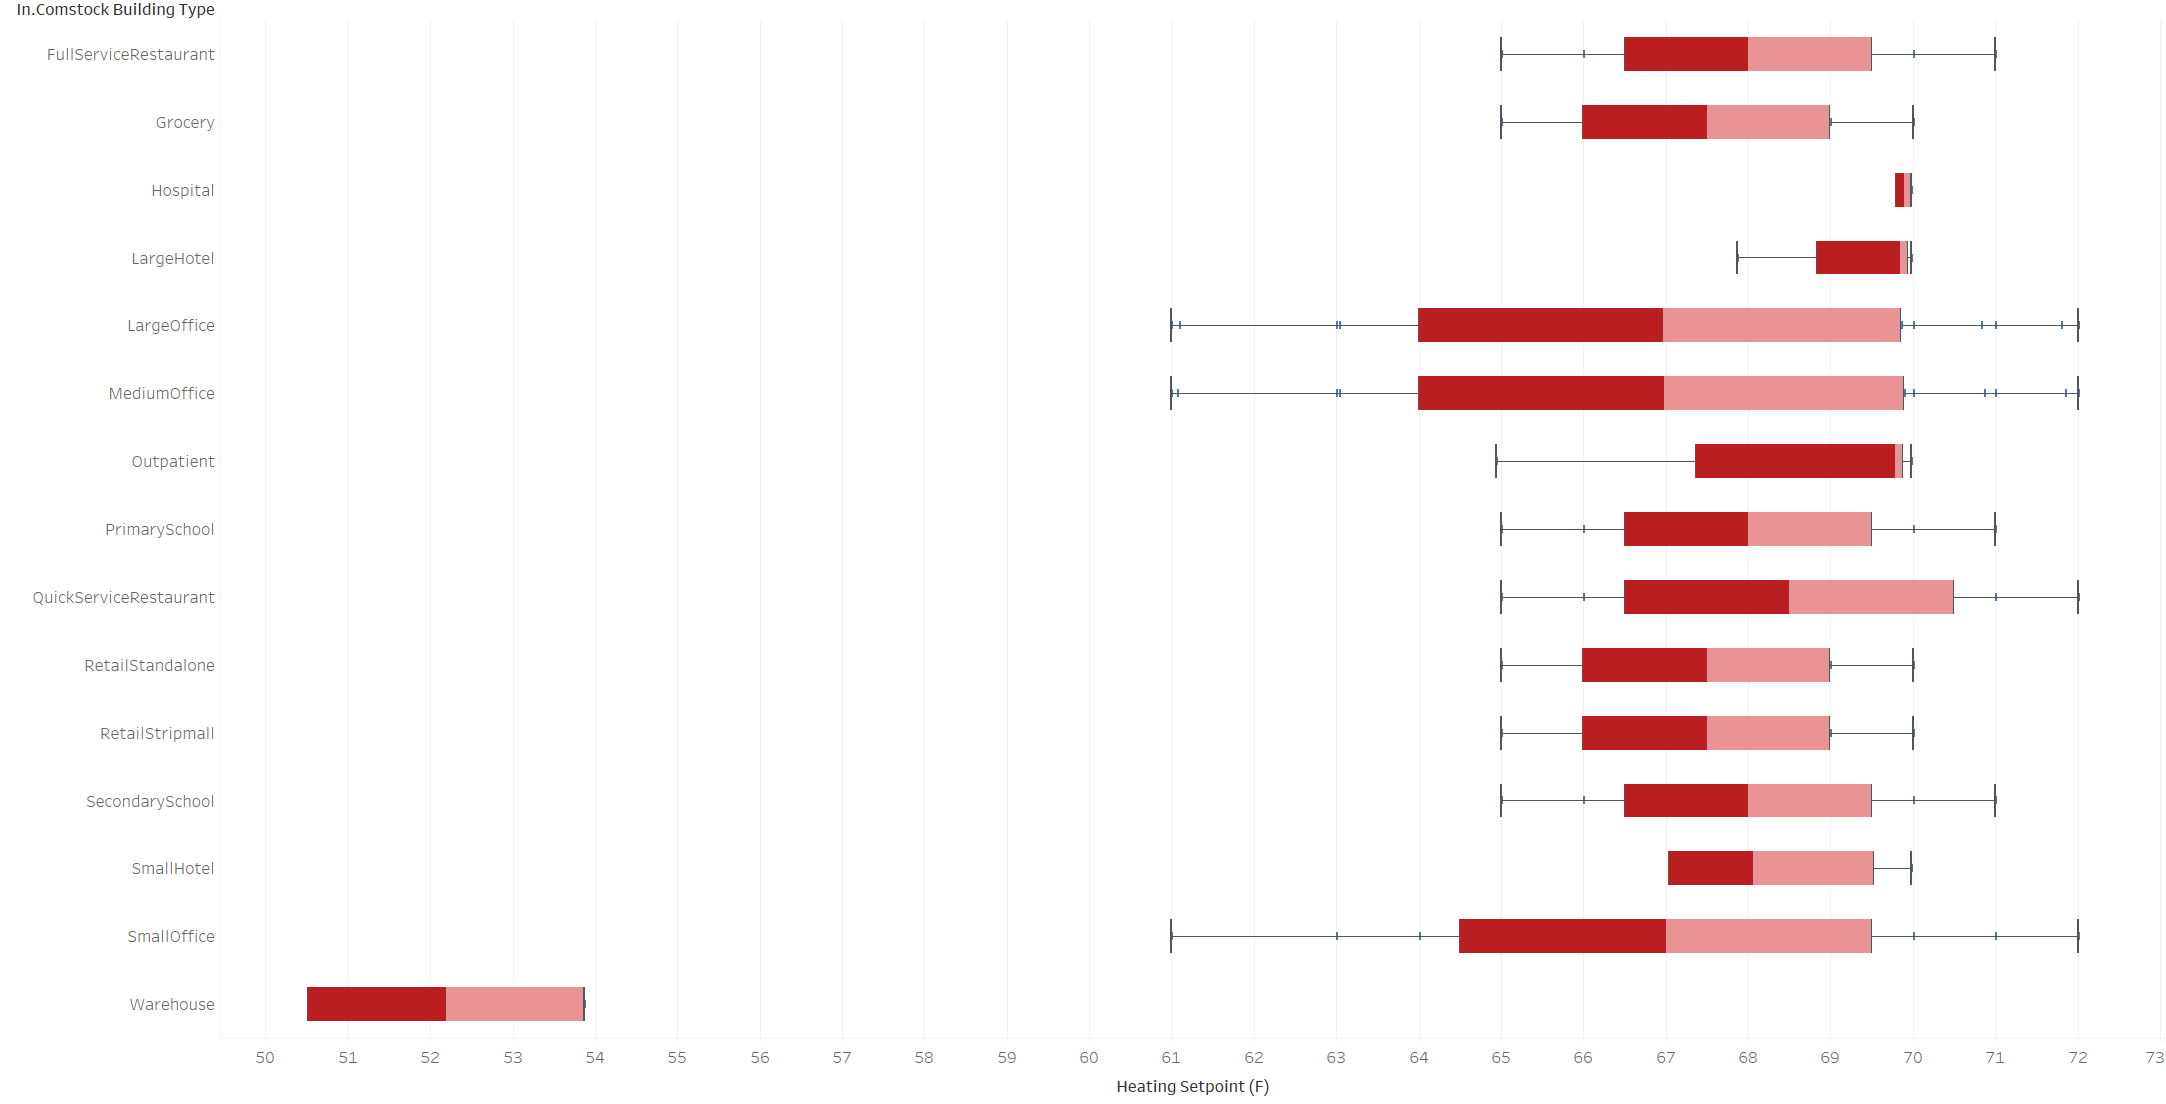 In.Comstock Building Type
FullServiceRestaurant
Grocery
Hospital
LargeHotel
LargeOffice
MediumOffice
Outpatient
PrimarySchool
QuickServiceRestaurant
RetailStandalone
RetailStripmall
SecondarySchool
SmallHotel
SmallOffice
Warehouse
50 51 52 53 54 55 56 57 58 59 60 61 62 63 64 65 66 67 68 69 70 71 72 73
Heating Setpoint (F)